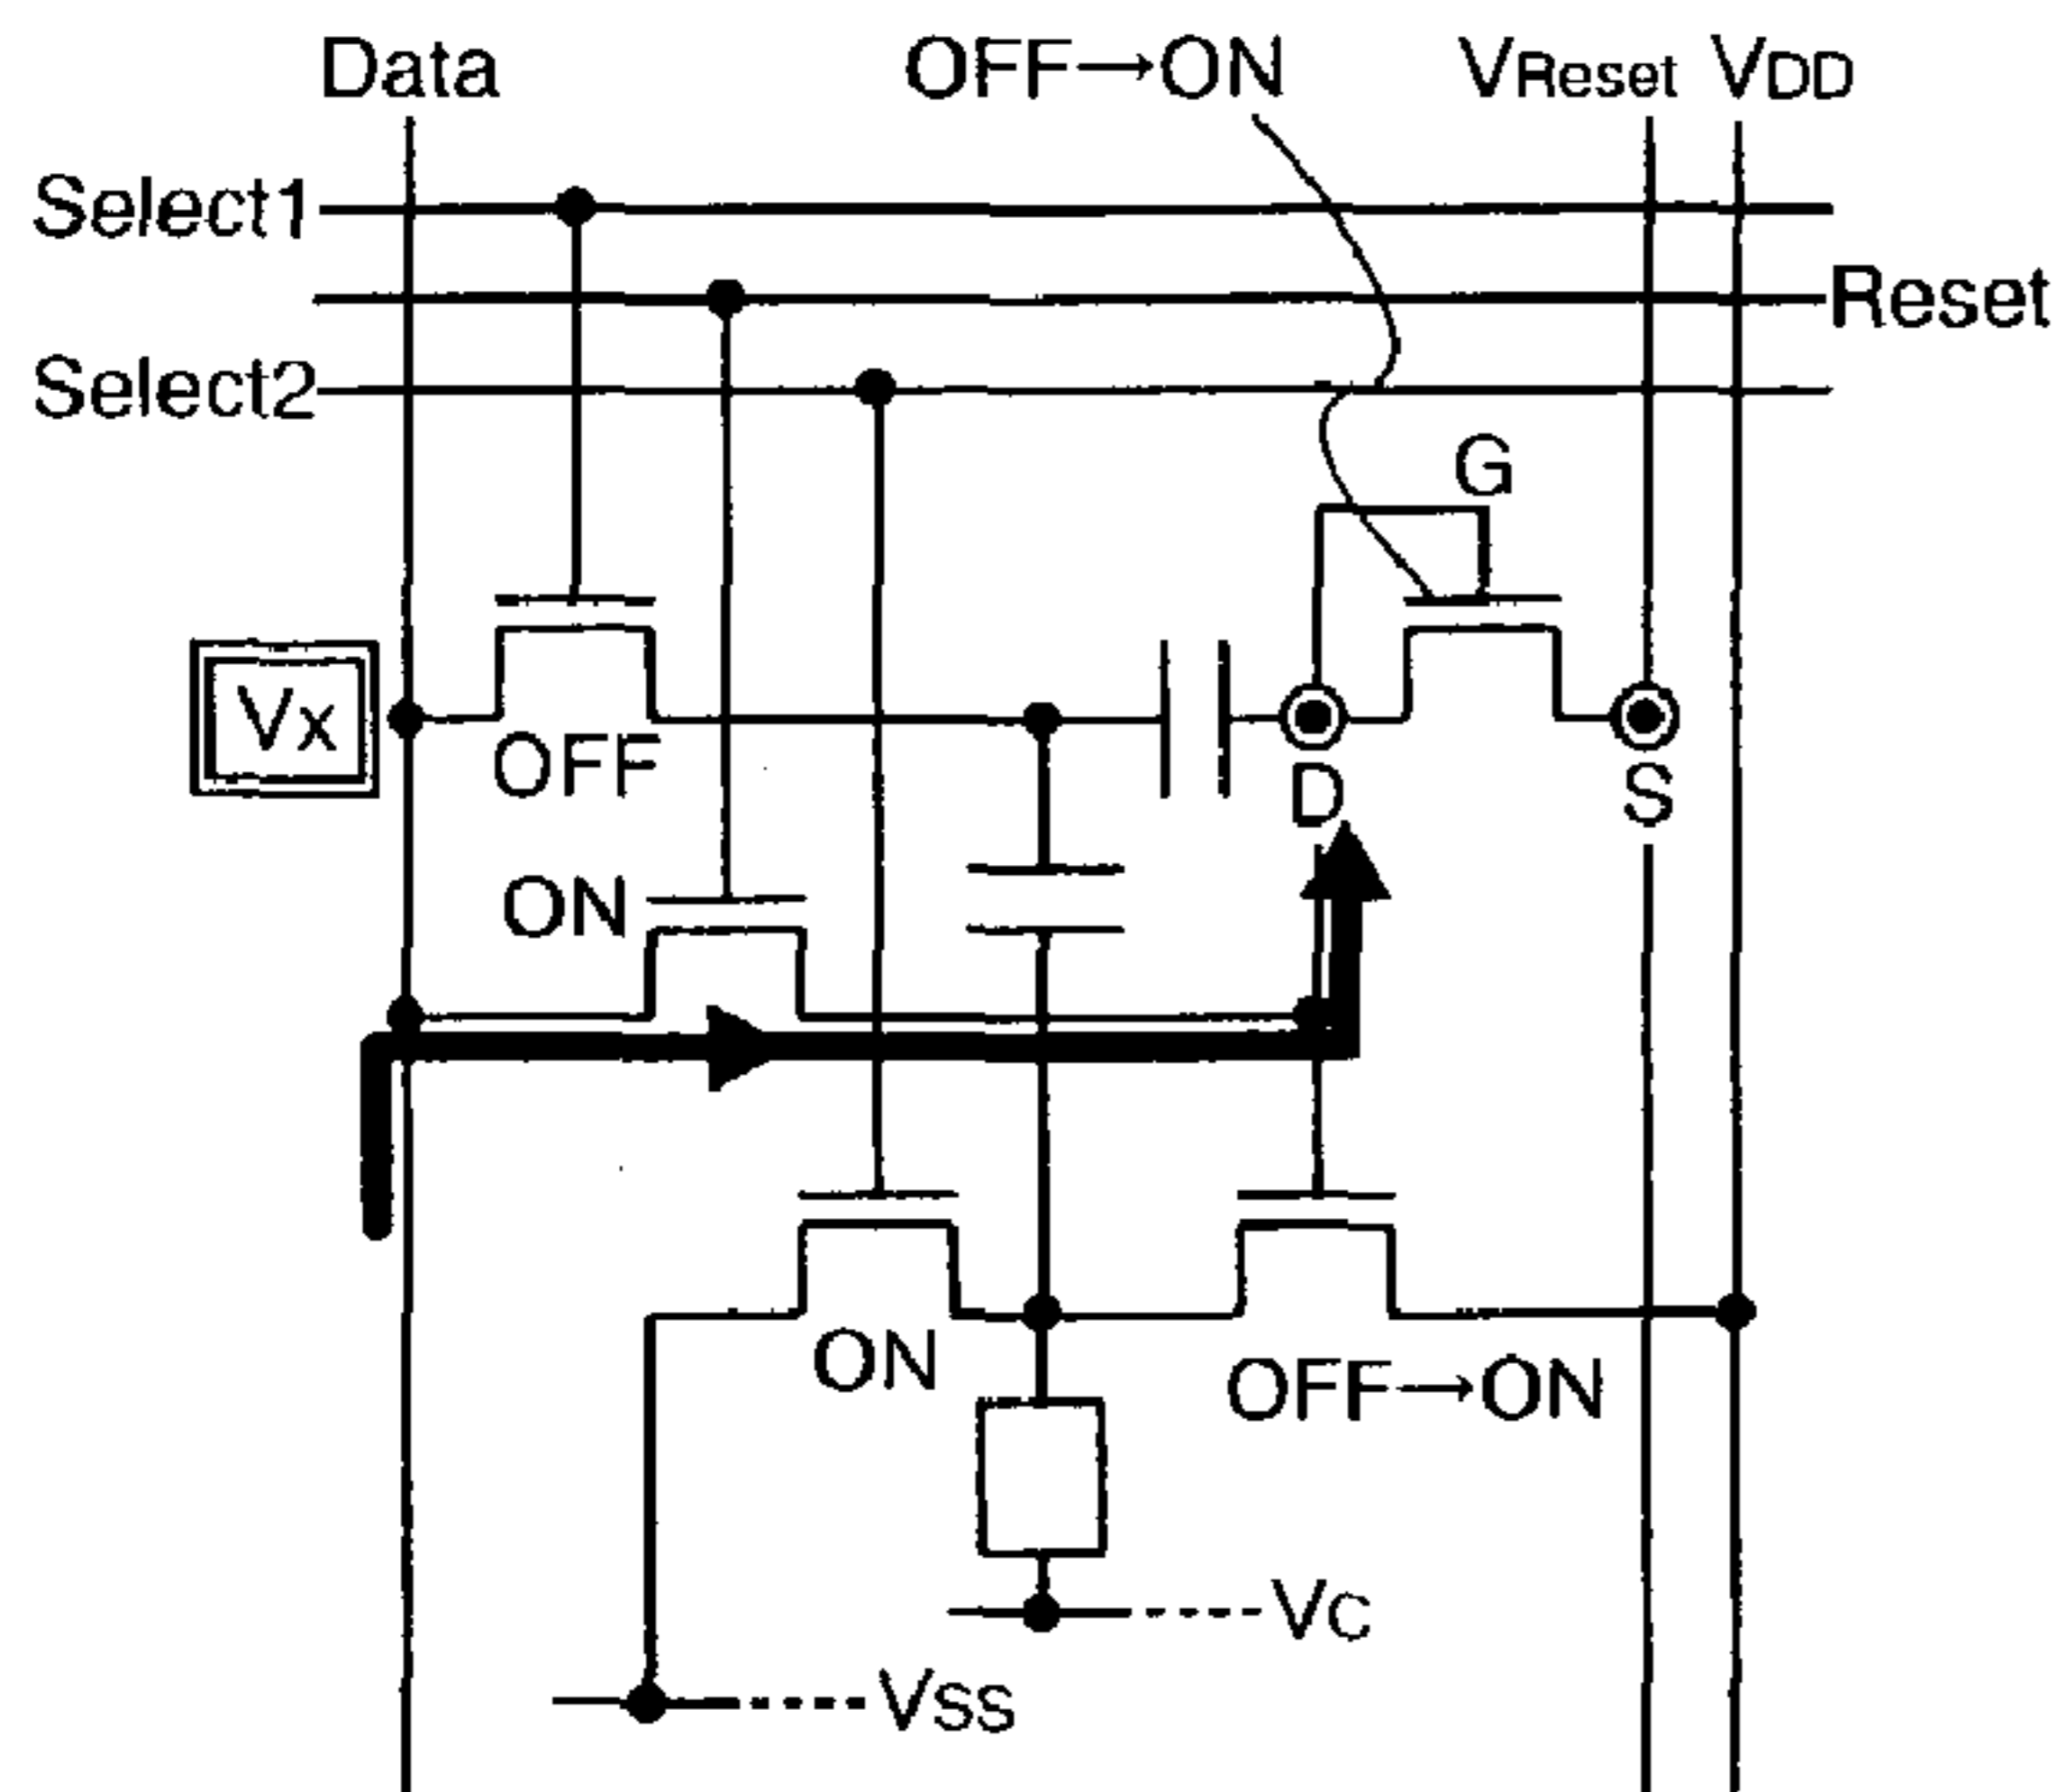 Data OFF→ON VReset VDD
Select1
Reset
Select2
G
Vx
OFF
D S
ON
ON
OFF→ON
VC
VSS